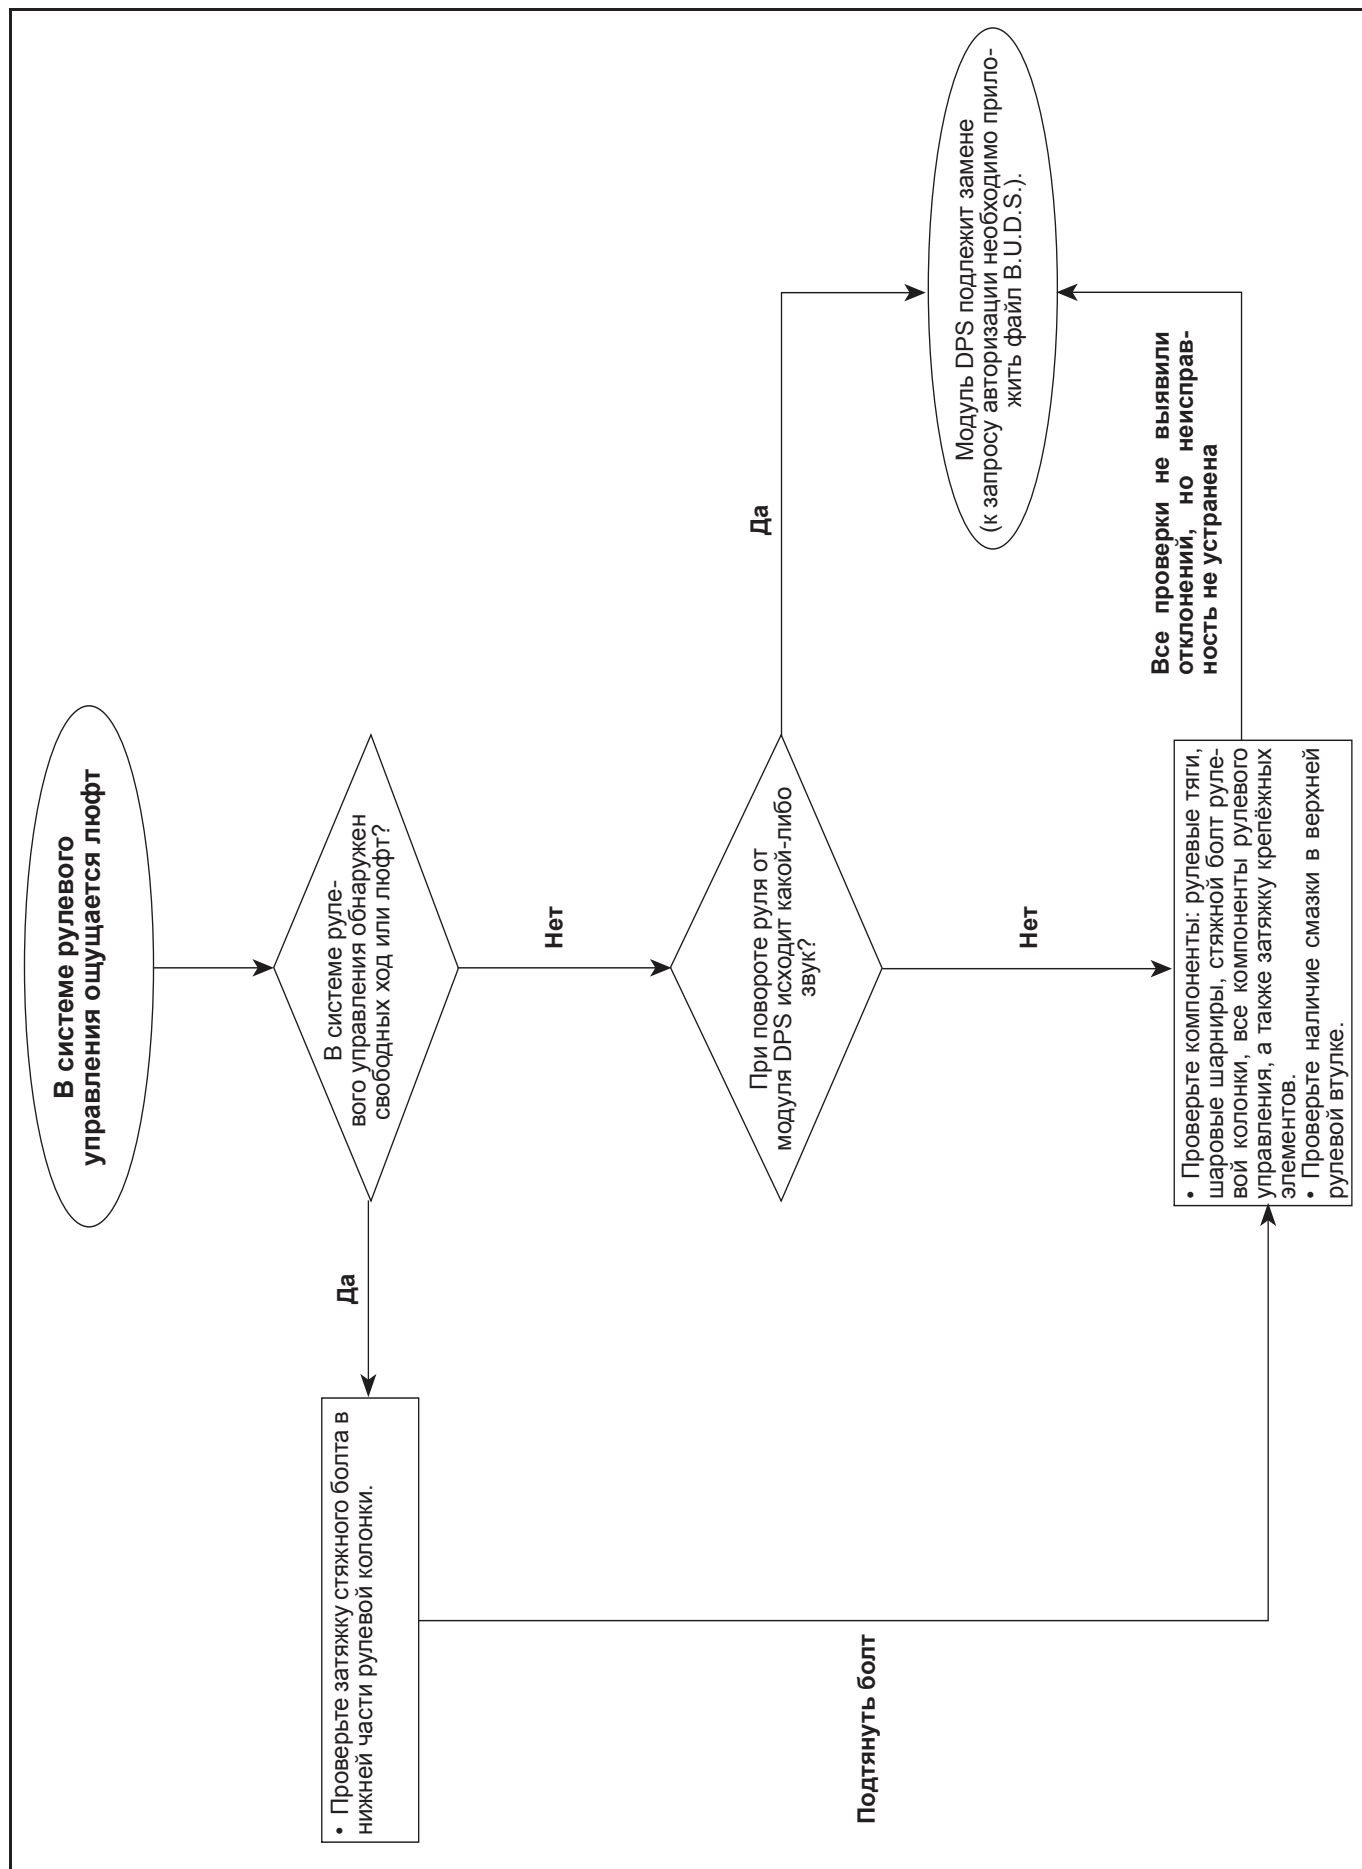 В системе рулевого
управления ощущается люфт
В системе руле-
вого управления обнаружен
свободных ход или люфт?
Да
• Проверьте затяжку стяжного болта в
нижней части рулевой колонки.
Нет
При повороте руля от
модуля DPS исходит какой-либо
звук?
Да
Модуль DPS подлежит замене
(к запросу авторизации необходимо прило-
жить файл B.U.D.S.).
Нет
Подтянуть болт
• Проверьте компоненты: рулевые тяги,
шаровые шарниры, стяжной болт руле-
вой колонки, все компоненты рулевого
управления, а также затяжку крепёжных
элементов.
• Проверьте наличие смазки в верхней
рулевой втулке.
Все проверки не выявили
отклонений, но неисправ-
ность не устранена